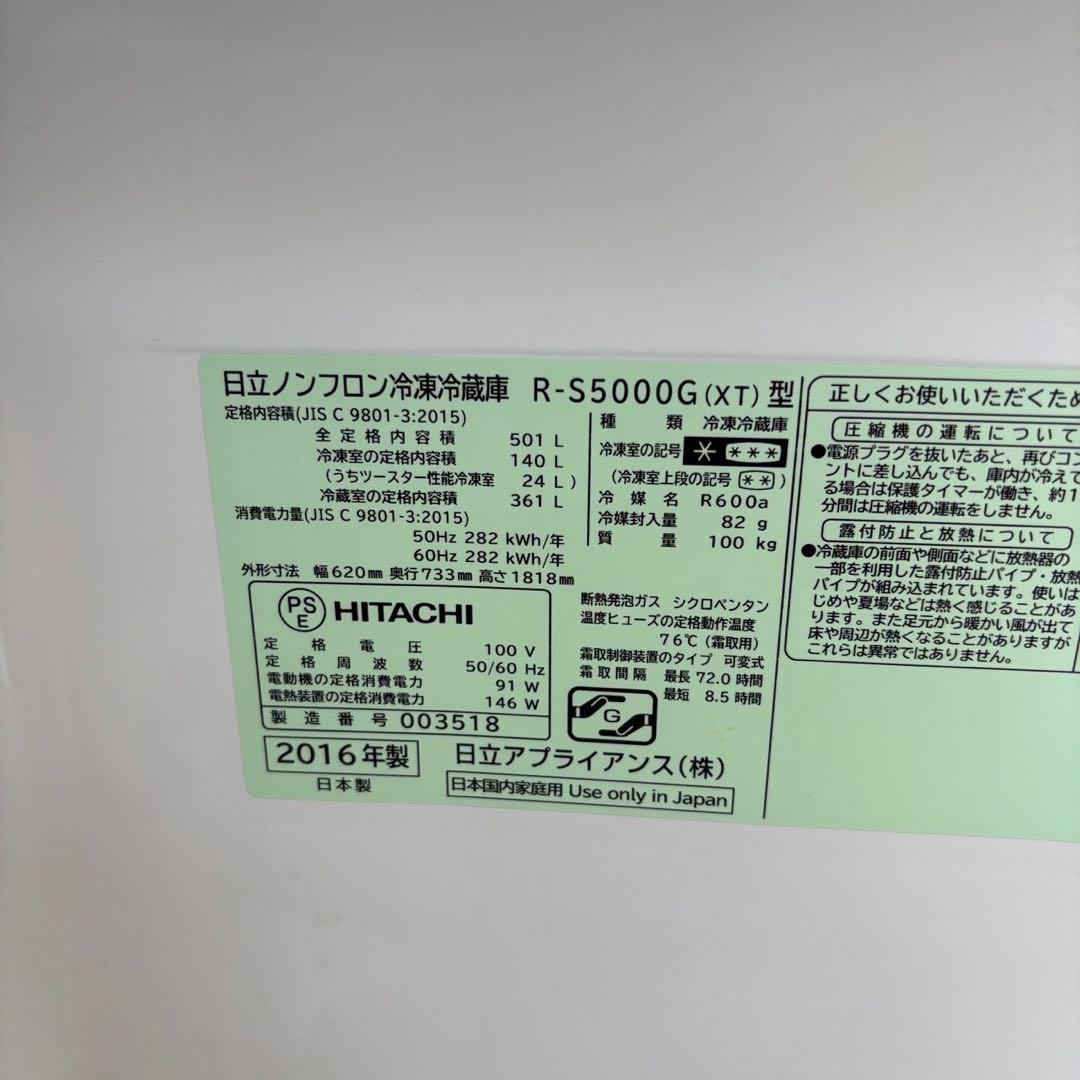 日立ノンフロン冷凍冷蔵庫 R-S5000G(XT)型
定格内容積(JIS C 9801-3:2015)
全定格内容積 501 L
冷凍室の定格内容積 140 L
(うちツースター性能冷凍室 24 L)
冷蔵室の定格内容積 361 L
消費電力量(JIS C 9801-3:2015)
50Hz 282 kWh/年
60Hz 282 kWh/年
外形寸法 幅620mm 奥行733mm 高さ1818mm
種類 冷凍冷蔵庫
冷凍室の記号 * ***
(冷凍室上段の記号 **)
冷媒名 R600a
冷媒封入量 82 g
質量 100 kg
PSE HITACHI
定格電圧 100 V
定格周波数 50/60 Hz
電動機の定格消費電力 91 W
電熱装置の定格消費電力 146 W
製造番号 003518
2016年製
日本製
断熱発泡ガス シクロペンタン
温度ヒューズの定格動作温度
76℃(霜取用)
霜取制御装置のタイプ 可変式
霜取間隔 最長 72.0 時間
最短 8.5 時間
G
日立アプライアンス(株)
日本国内家庭用 Use only in Japan
正しくお使いいただくため
圧縮機の運転について
●電源プラグを抜いたあと、再びコン
ントに差し込んでも、庫内が冷えて
る場合は保護タイマーが働き、約1
分間は圧縮機の運転をしません。
露付防止と放熱について
●冷蔵庫の前面や側面などに放熱器の
一部を利用した露付防止パイプ・放熱
パイプが組み込まれています。使いは
じめや夏場などは熱く感じることがあ
ります。また足元から暖かい風が出て
床や周辺が熱くなることがありますが
これらは異常ではありません。